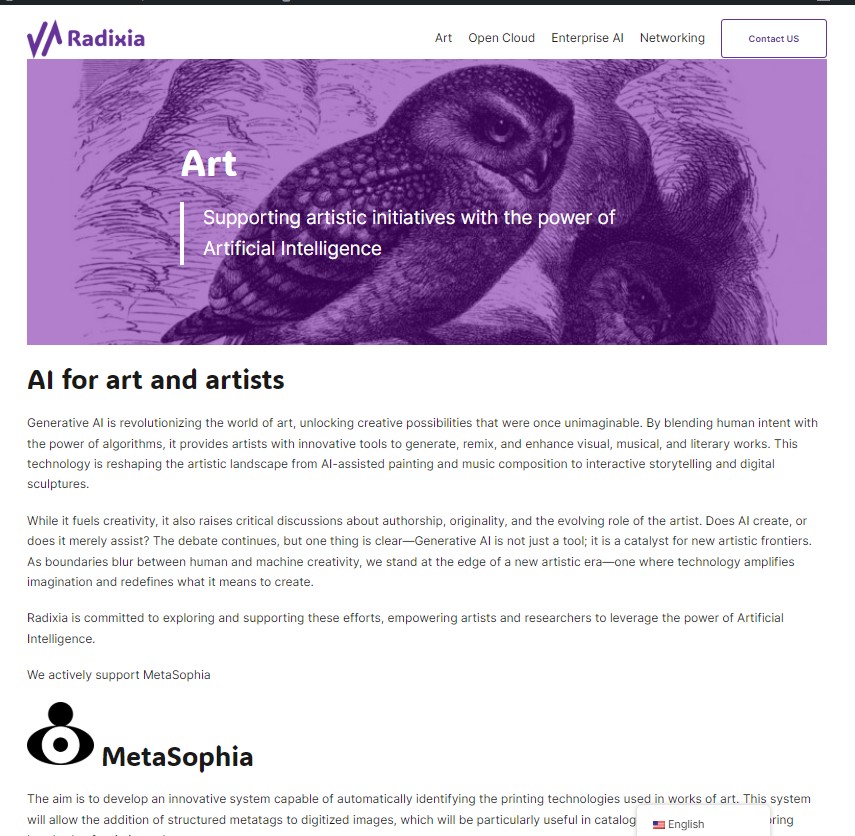 Radixia
Art
Open Cloud
Enterprise AI
Networking
Contact US
Art
Supporting artistic initiatives with the power of
Artificial Intelligence
AI for art and artists
Generative AI is revolutionizing the world of art, unlocking creative possibilities that were once unimaginable. By blending human intent with
the power of algorithms, it provides artists with innovative tools to generate, remix, and enhance visual, musical, and literary works. This
technology is reshaping the artistic landscape from AI-assisted painting and music composition to interactive storytelling and digital
sculptures.
While it fuels creativity, it also raises critical discussions about authorship, originality, and the evolving role of the artist. Does AI create, or
does it merely assist? The debate continues, but one thing is clear—Generative AI is not just a tool; it is a catalyst for new artistic frontiers.
As boundaries blur between human and machine creativity, we stand at the edge of a new artistic era—one where technology amplifies
imagination and redefines what it means to create.
Radixia is committed to exploring and supporting these efforts, empowering artists and researchers to leverage the power of Artificial
Intelligence.
We actively support MetaSophia
MetaSophia
The aim is to develop an innovative system capable of automatically identifying the printing technologies used in works of art. This system
will allow the addition of structured metatags to digitized images, which will be particularly useful in
English